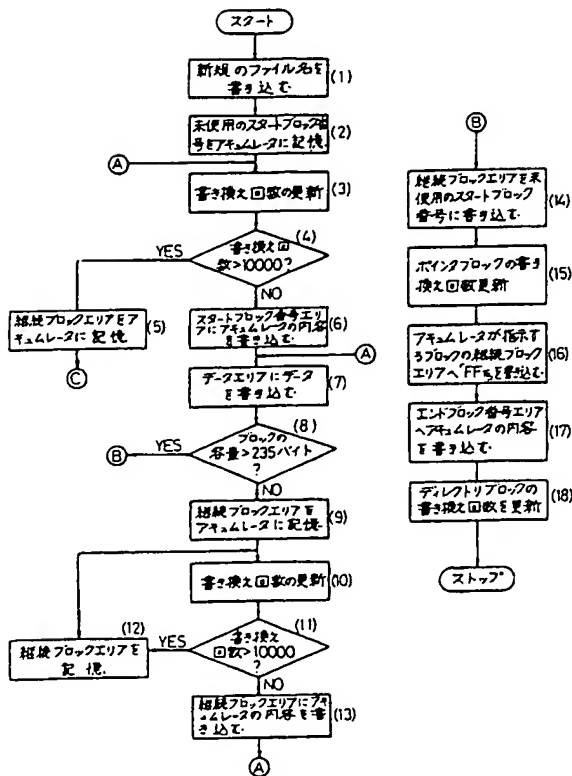 スタート
新規のファイル名を
書き込む.
(1)
未使用のスタートブロック番
号をアキュムレータに記憶.
(2)
A
書き換え回数の更新
(3)
(4)
書き換え回
数>10000?
YES
NO
継続ブロックエリアをア
キュムレータに記憶.
(5)
C
スタートブロック番号エリ
アにアキュムレータの内容
を書き込む.
(6)
A
データエリアにデータ
を書き込む.
(7)
(8)
ブロックの
容量>235バイト
?
YES
B
NO
継続ブロックエリアを
アキュムレータに記憶.
(9)
書き換え回数の更新
(10)
(11)
書き換え
回数>10000
?
YES
(12)
継続ブロックエリアを
記憶.
NO
継続ブロックエリアにアキ
ュムレータの内容を書
き込む.
(13)
A
B
継続ブロックエリアを未
使用のスタートブロック
番号に書き込む.
(14)
ポインタブロックの書き
換え回数更新
(15)
アキュムレータが指示す
るブロックの継続ブロック
エリアへ「FF」を書き込む.
(16)
エンドブロック番号エリア
へアキュムレータの内容
を書き込む.
(17)
ディレクトリブロックの
書き換え回数を更新
(18)
ストップ